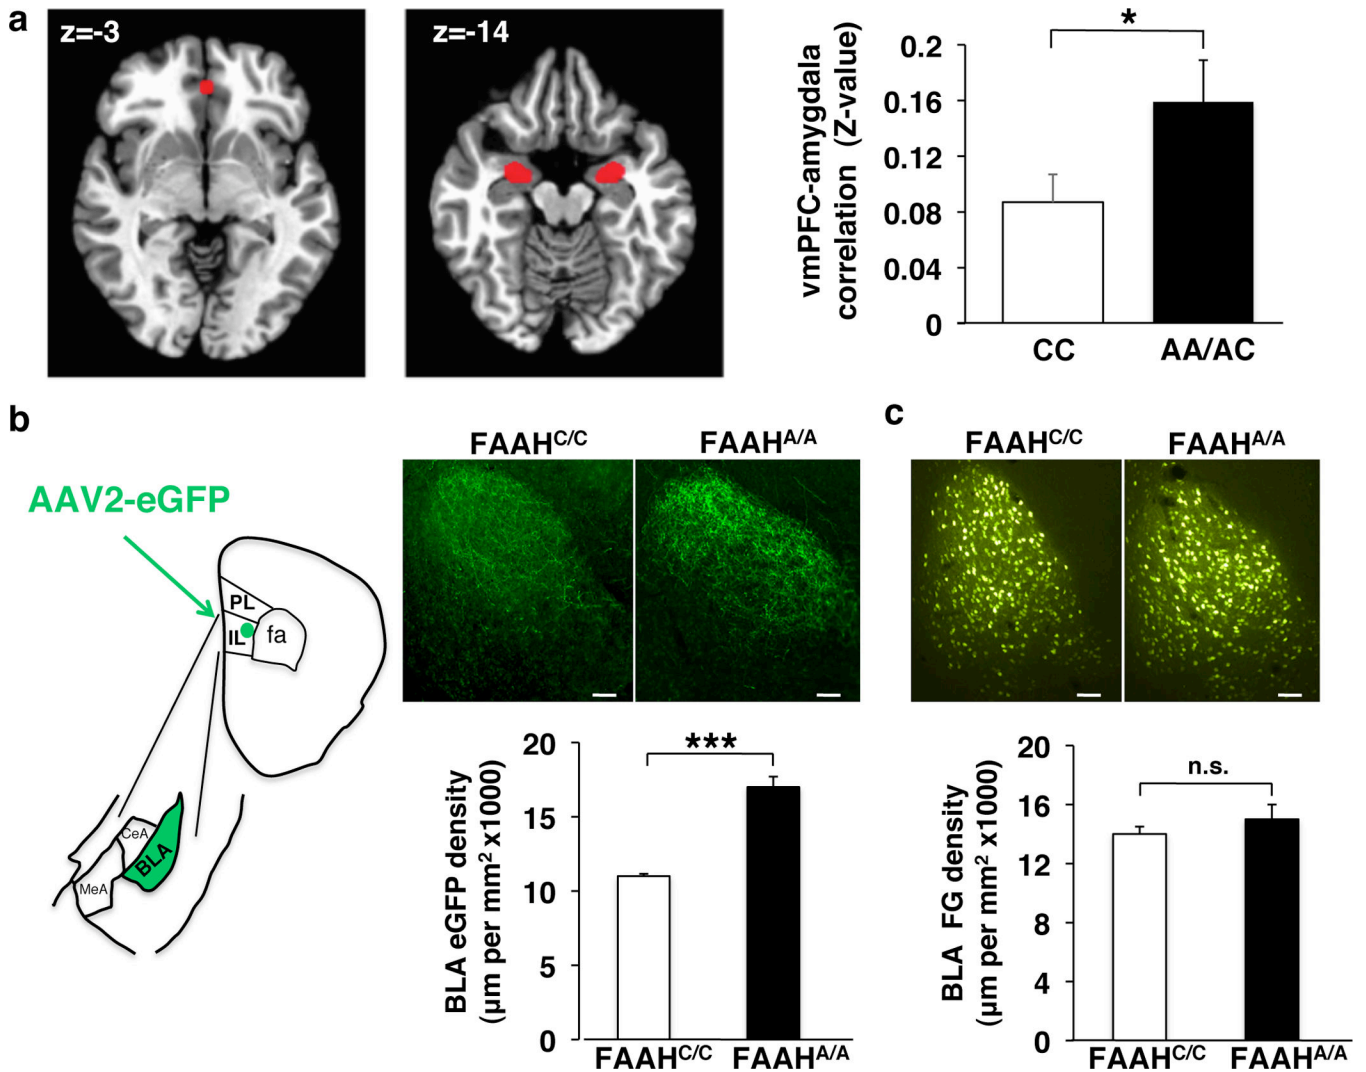 a
z=-3
z=-14
*
vmPFC-amygdala
correlation (Z-value)
0.2
0.16
0.12
0.08
0.04
0
CC
AA/AC
b
AAV2-eGFP
PL
IL
fa
CeA
BLA
MeA
FAAH^C/C
FAAH^A/A
***
BLA eGFP density
(µm per mm² x1000)
20
15
10
5
0
FAAH^C/C
FAAH^A/A
c
FAAH^C/C
FAAH^A/A
n.s.
BLA FG density
(µm per mm² x1000)
20
16
12
8
4
0
FAAH^C/C
FAAH^A/A